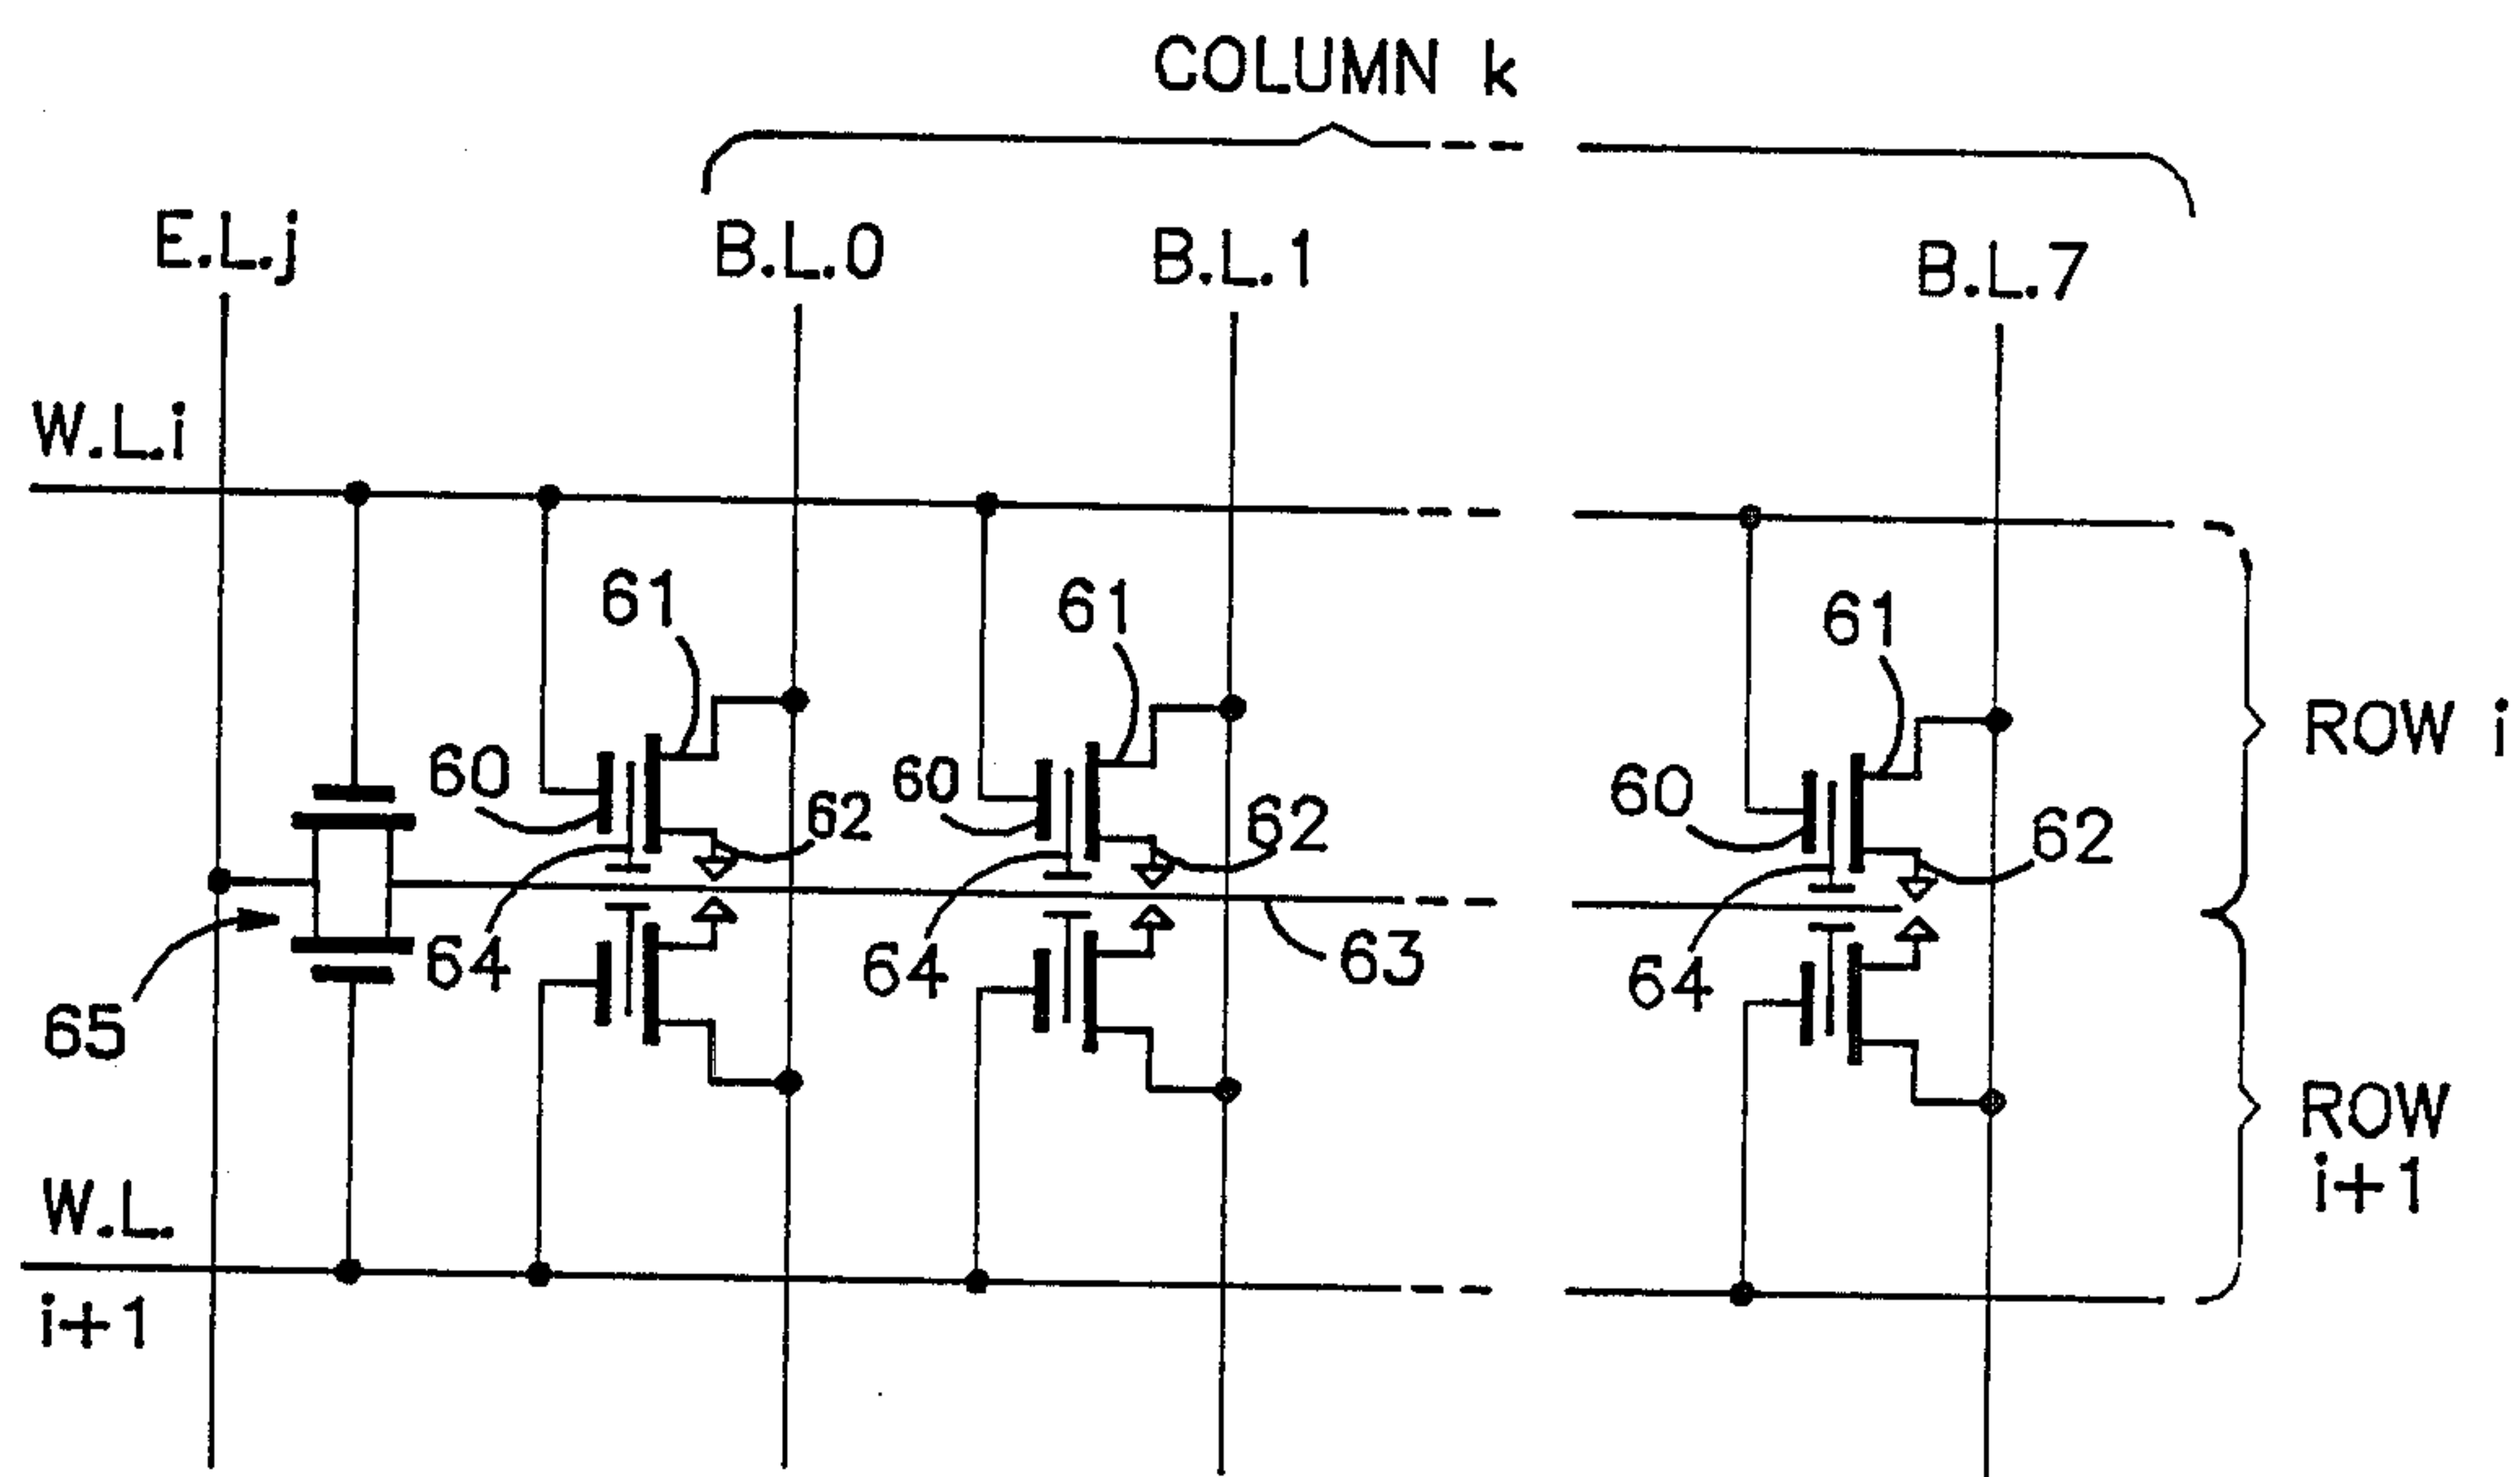 COLUMN k
E.L.j
B.L.0
B.L.1
B.L.7
W.L.i
61
61
61
60
62
60
62
60
62
ROW i
64
64
63
64
65
ROW
i+1
W.L.
i+1